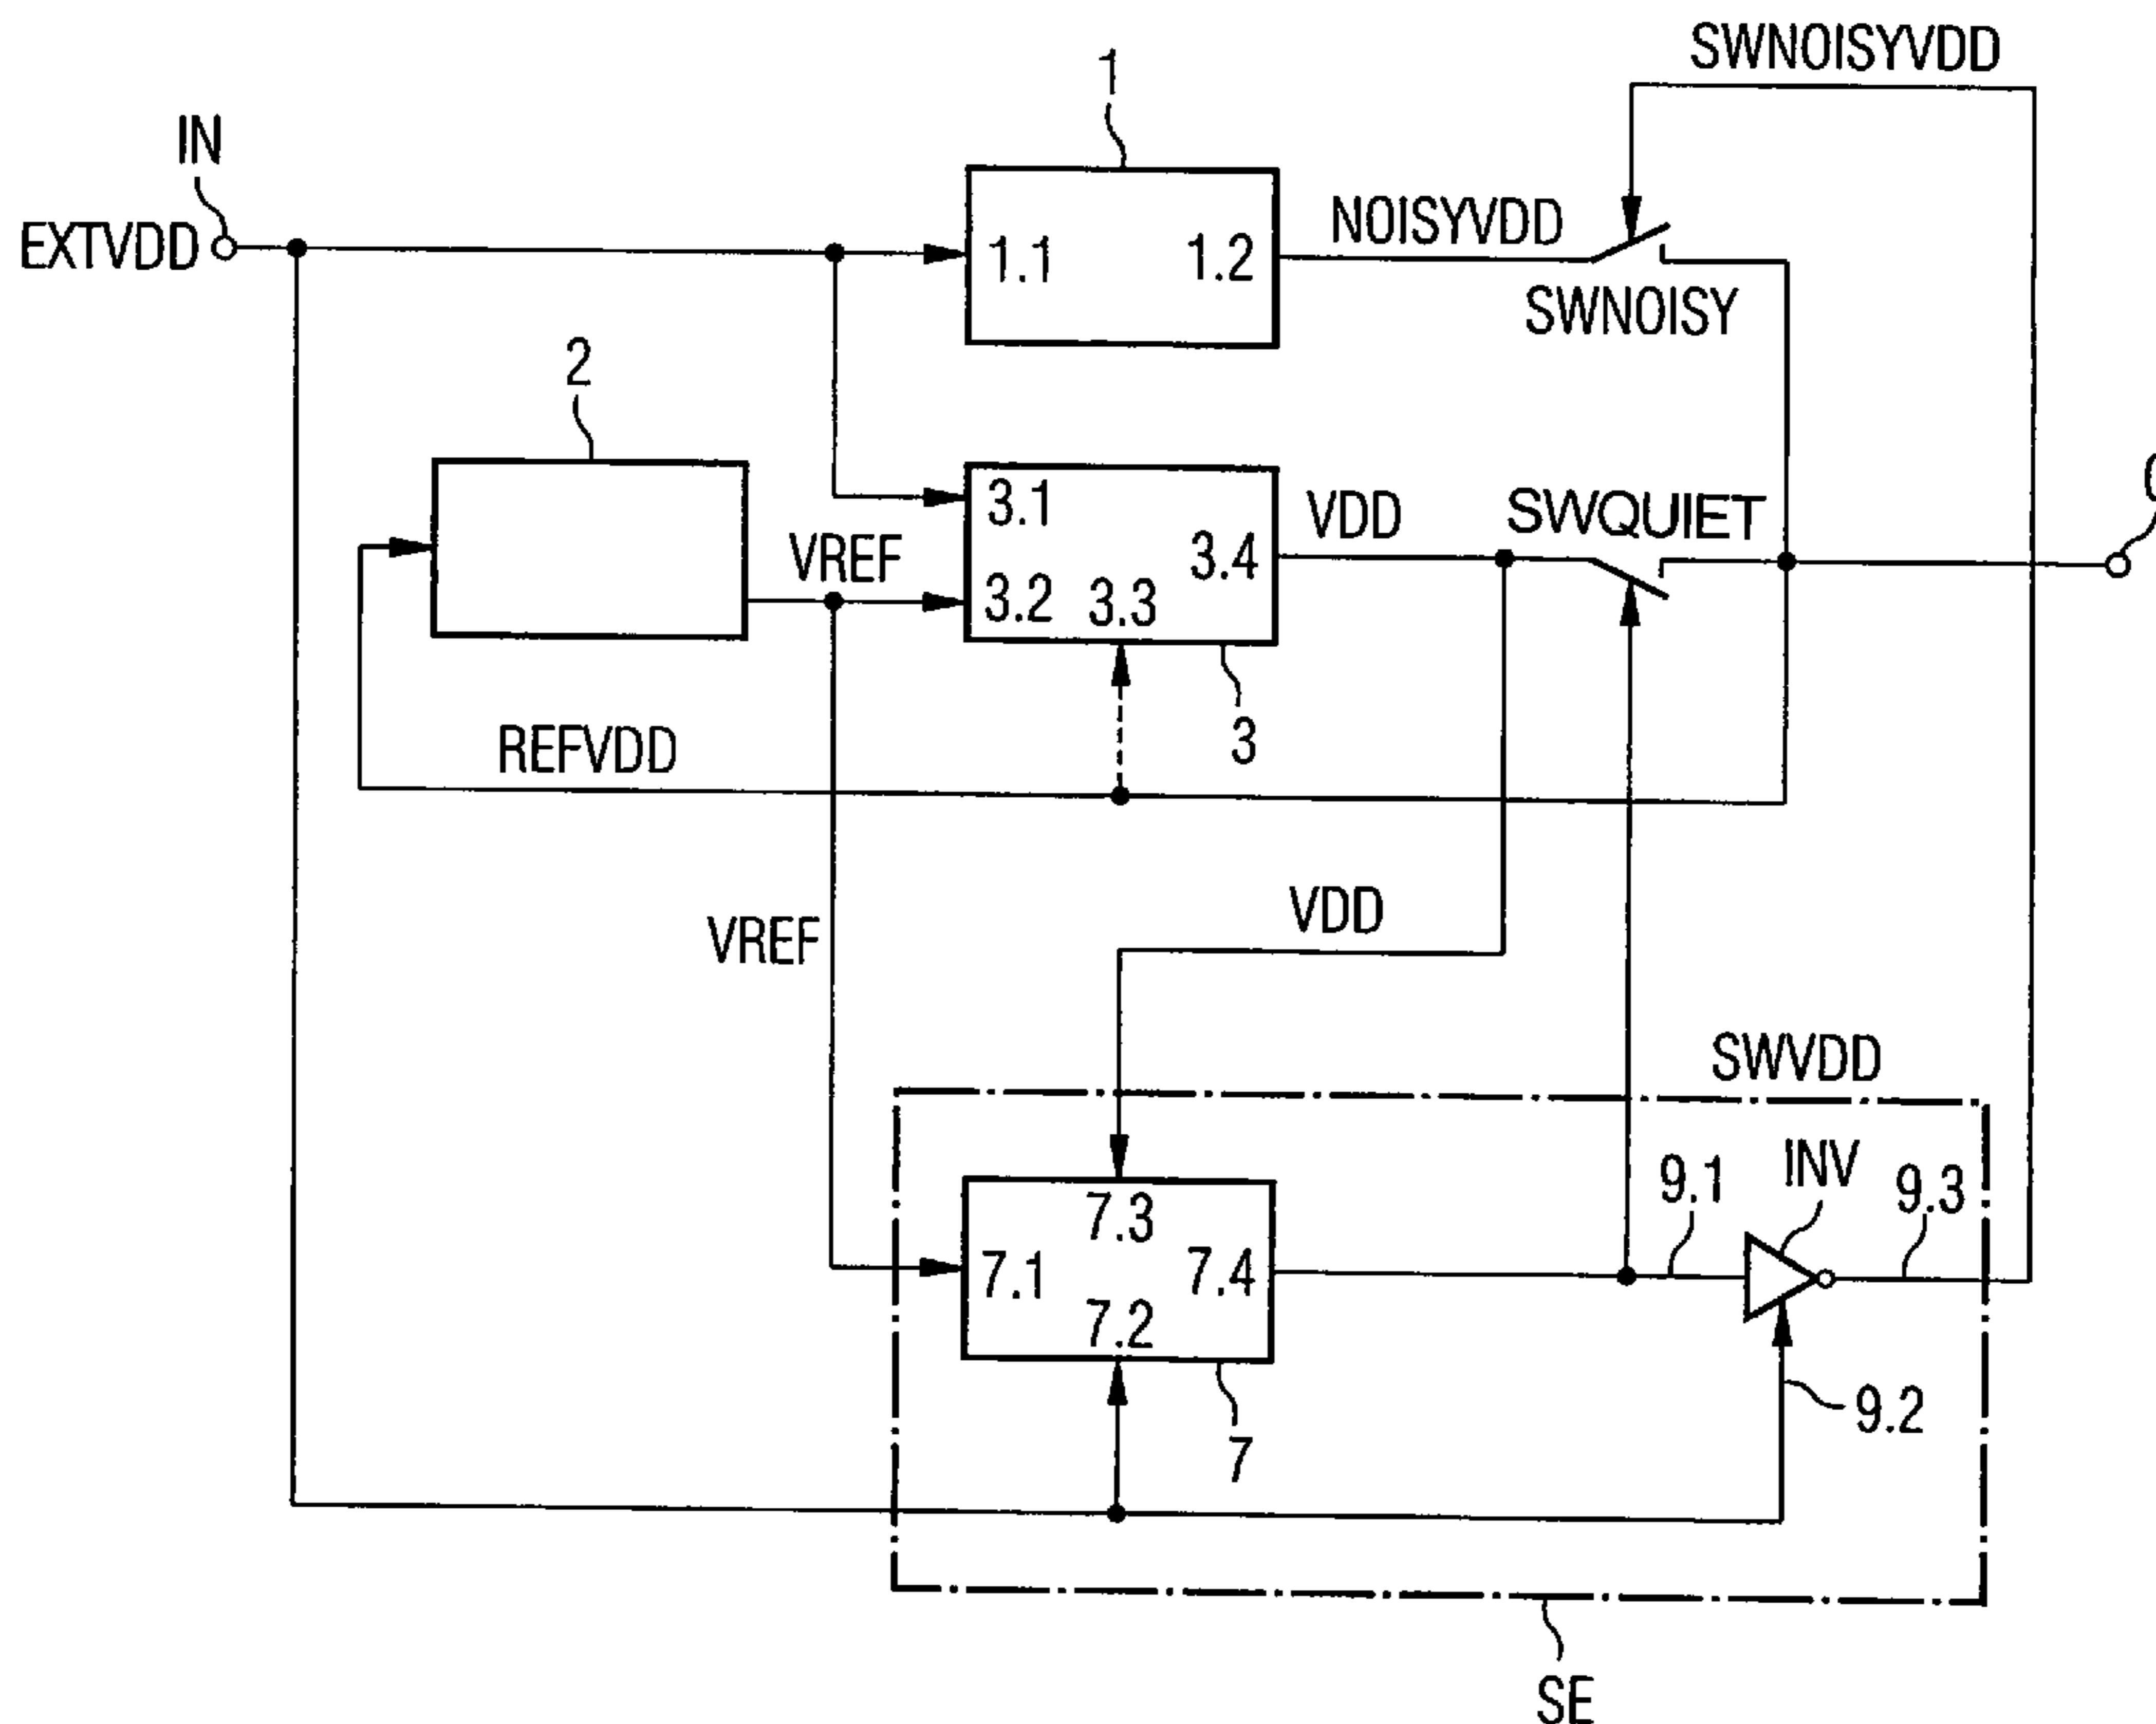 SWNOISYVDD
1
IN
EXTVDD
1.1 1.2
NOISYVDD
SWNOISY
2
3.1
3.2 3.3 3.4
VREF
VDD
SWQUIET
3
REFVDD
VREF
VDD
SWVDD
7.1 7.2 7.3 7.4
9.1
INV
9.3
9.2
7
SE